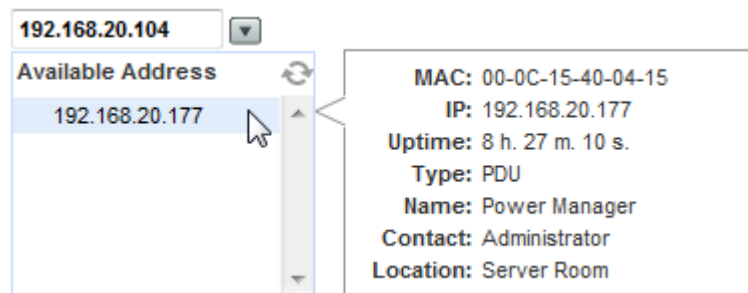 192.168.20.104
Available Address
192.168.20.177
MAC: 00-0C-15-40-04-15
IP: 192.168.20.177
Uptime: 8 h. 27 m. 10 s.
Type: PDU
Name: Power Manager
Contact: Administrator
Location: Server Room